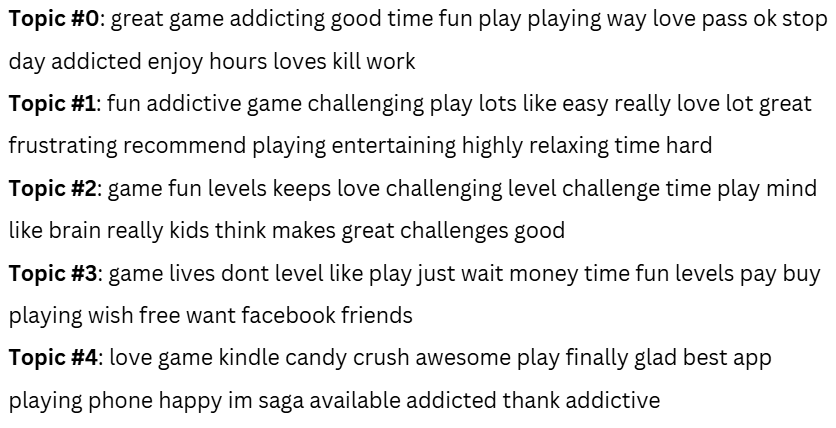 Topic #0: great game addicting good time fun play playing way love pass ok stop
day addicted enjoy hours loves kill work
Topic #1: fun addictive game challenging play lots like easy really love lot great
frustrating recommend playing entertaining highly relaxing time hard
Topic #2: game fun levels keeps love challenging level challenge time play mind
like brain really kids think makes great challenges good
Topic #3: game lives dont level like play just wait money time fun levels pay buy
playing wish free want facebook friends
Topic #4: love game kindle candy crush awesome play finally glad best app
playing phone happy im saga available addicted thank addictive